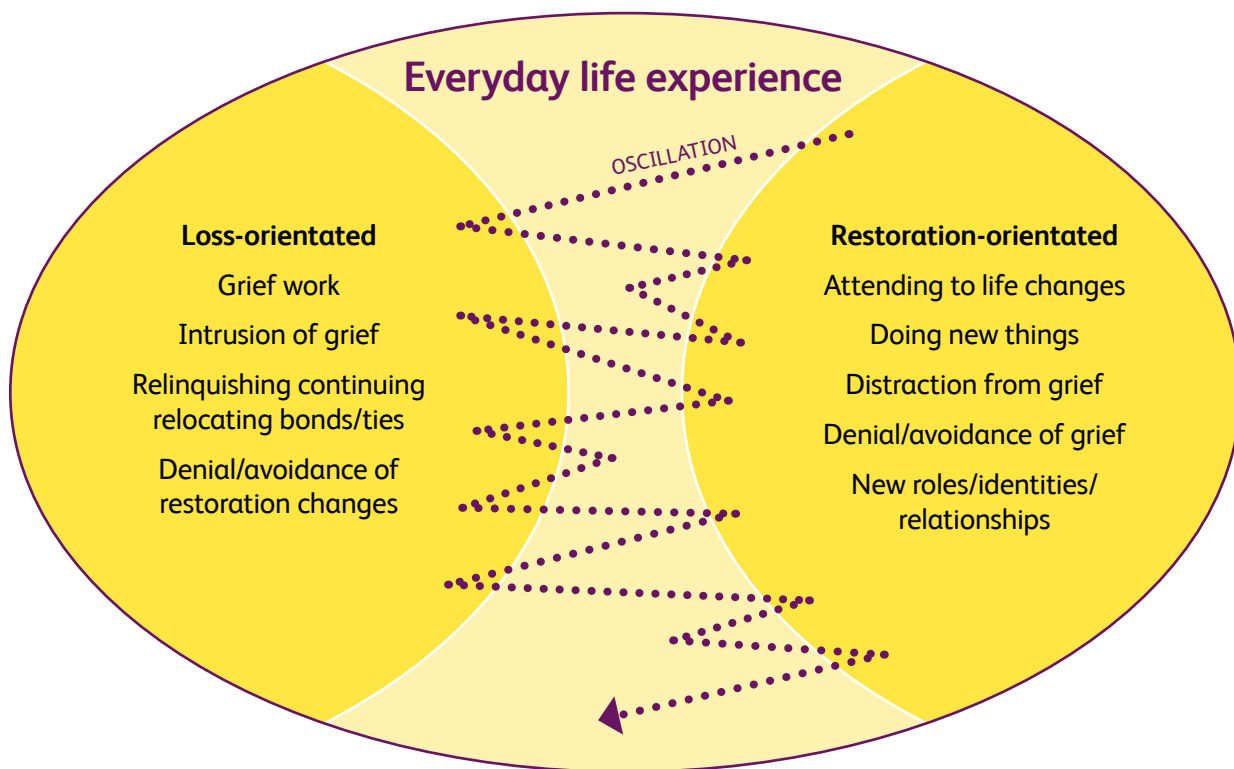 Everyday life experience
OSCILLATION
Loss-orientated
Grief work
Intrusion of grief
Relinquishing continuing
relocating bonds/ties
Denial/avoidance of
restoration changes
Restoration-orientated
Attending to life changes
Doing new things
Distraction from grief
Denial/avoidance of grief
New roles/identities/
relationships